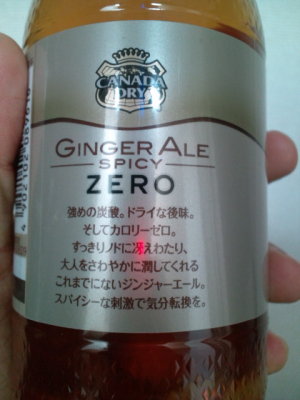 CANADA
DRY
GINGER ALE
SPICY
ZERO
強めの炭酸。ドライな後味。
そしてカロリーゼロ。
すっきりノドに冴えわたり、
大人をさわやかに潤してくれる
これまでにないジンジャーエール。
スパイシーな刺激で気分転換を。